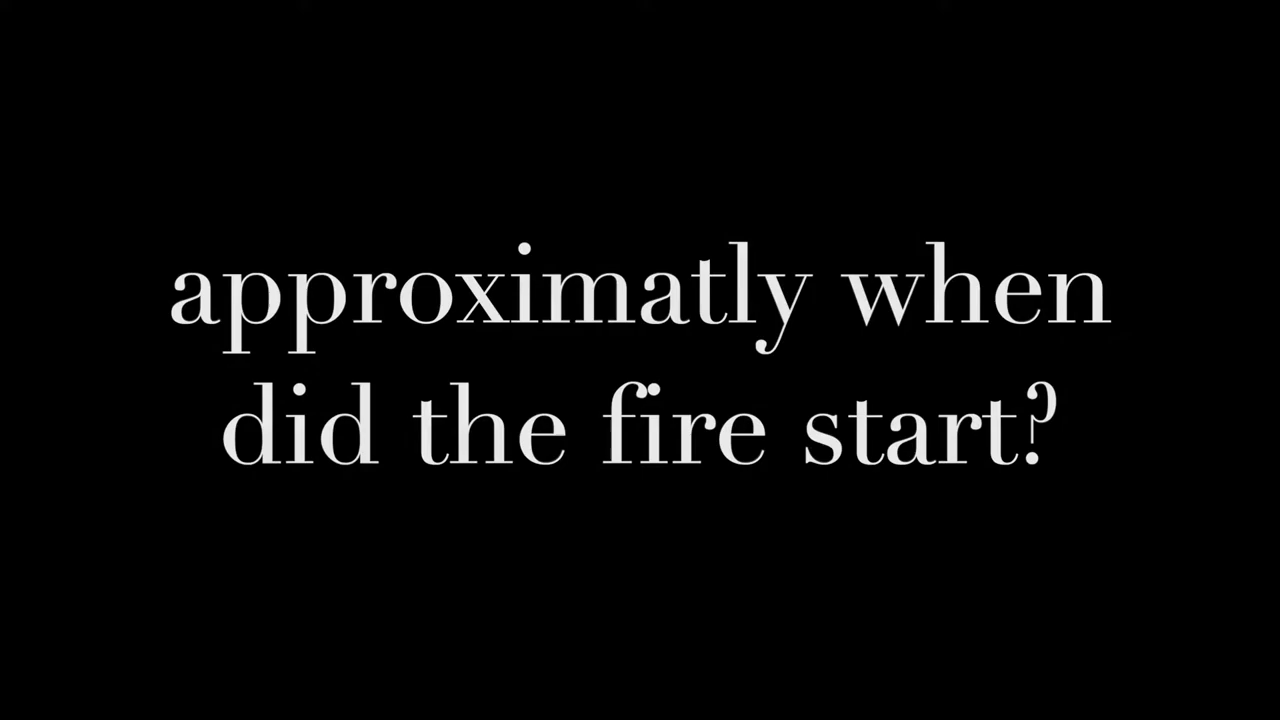 approximatly when
did the fire start?